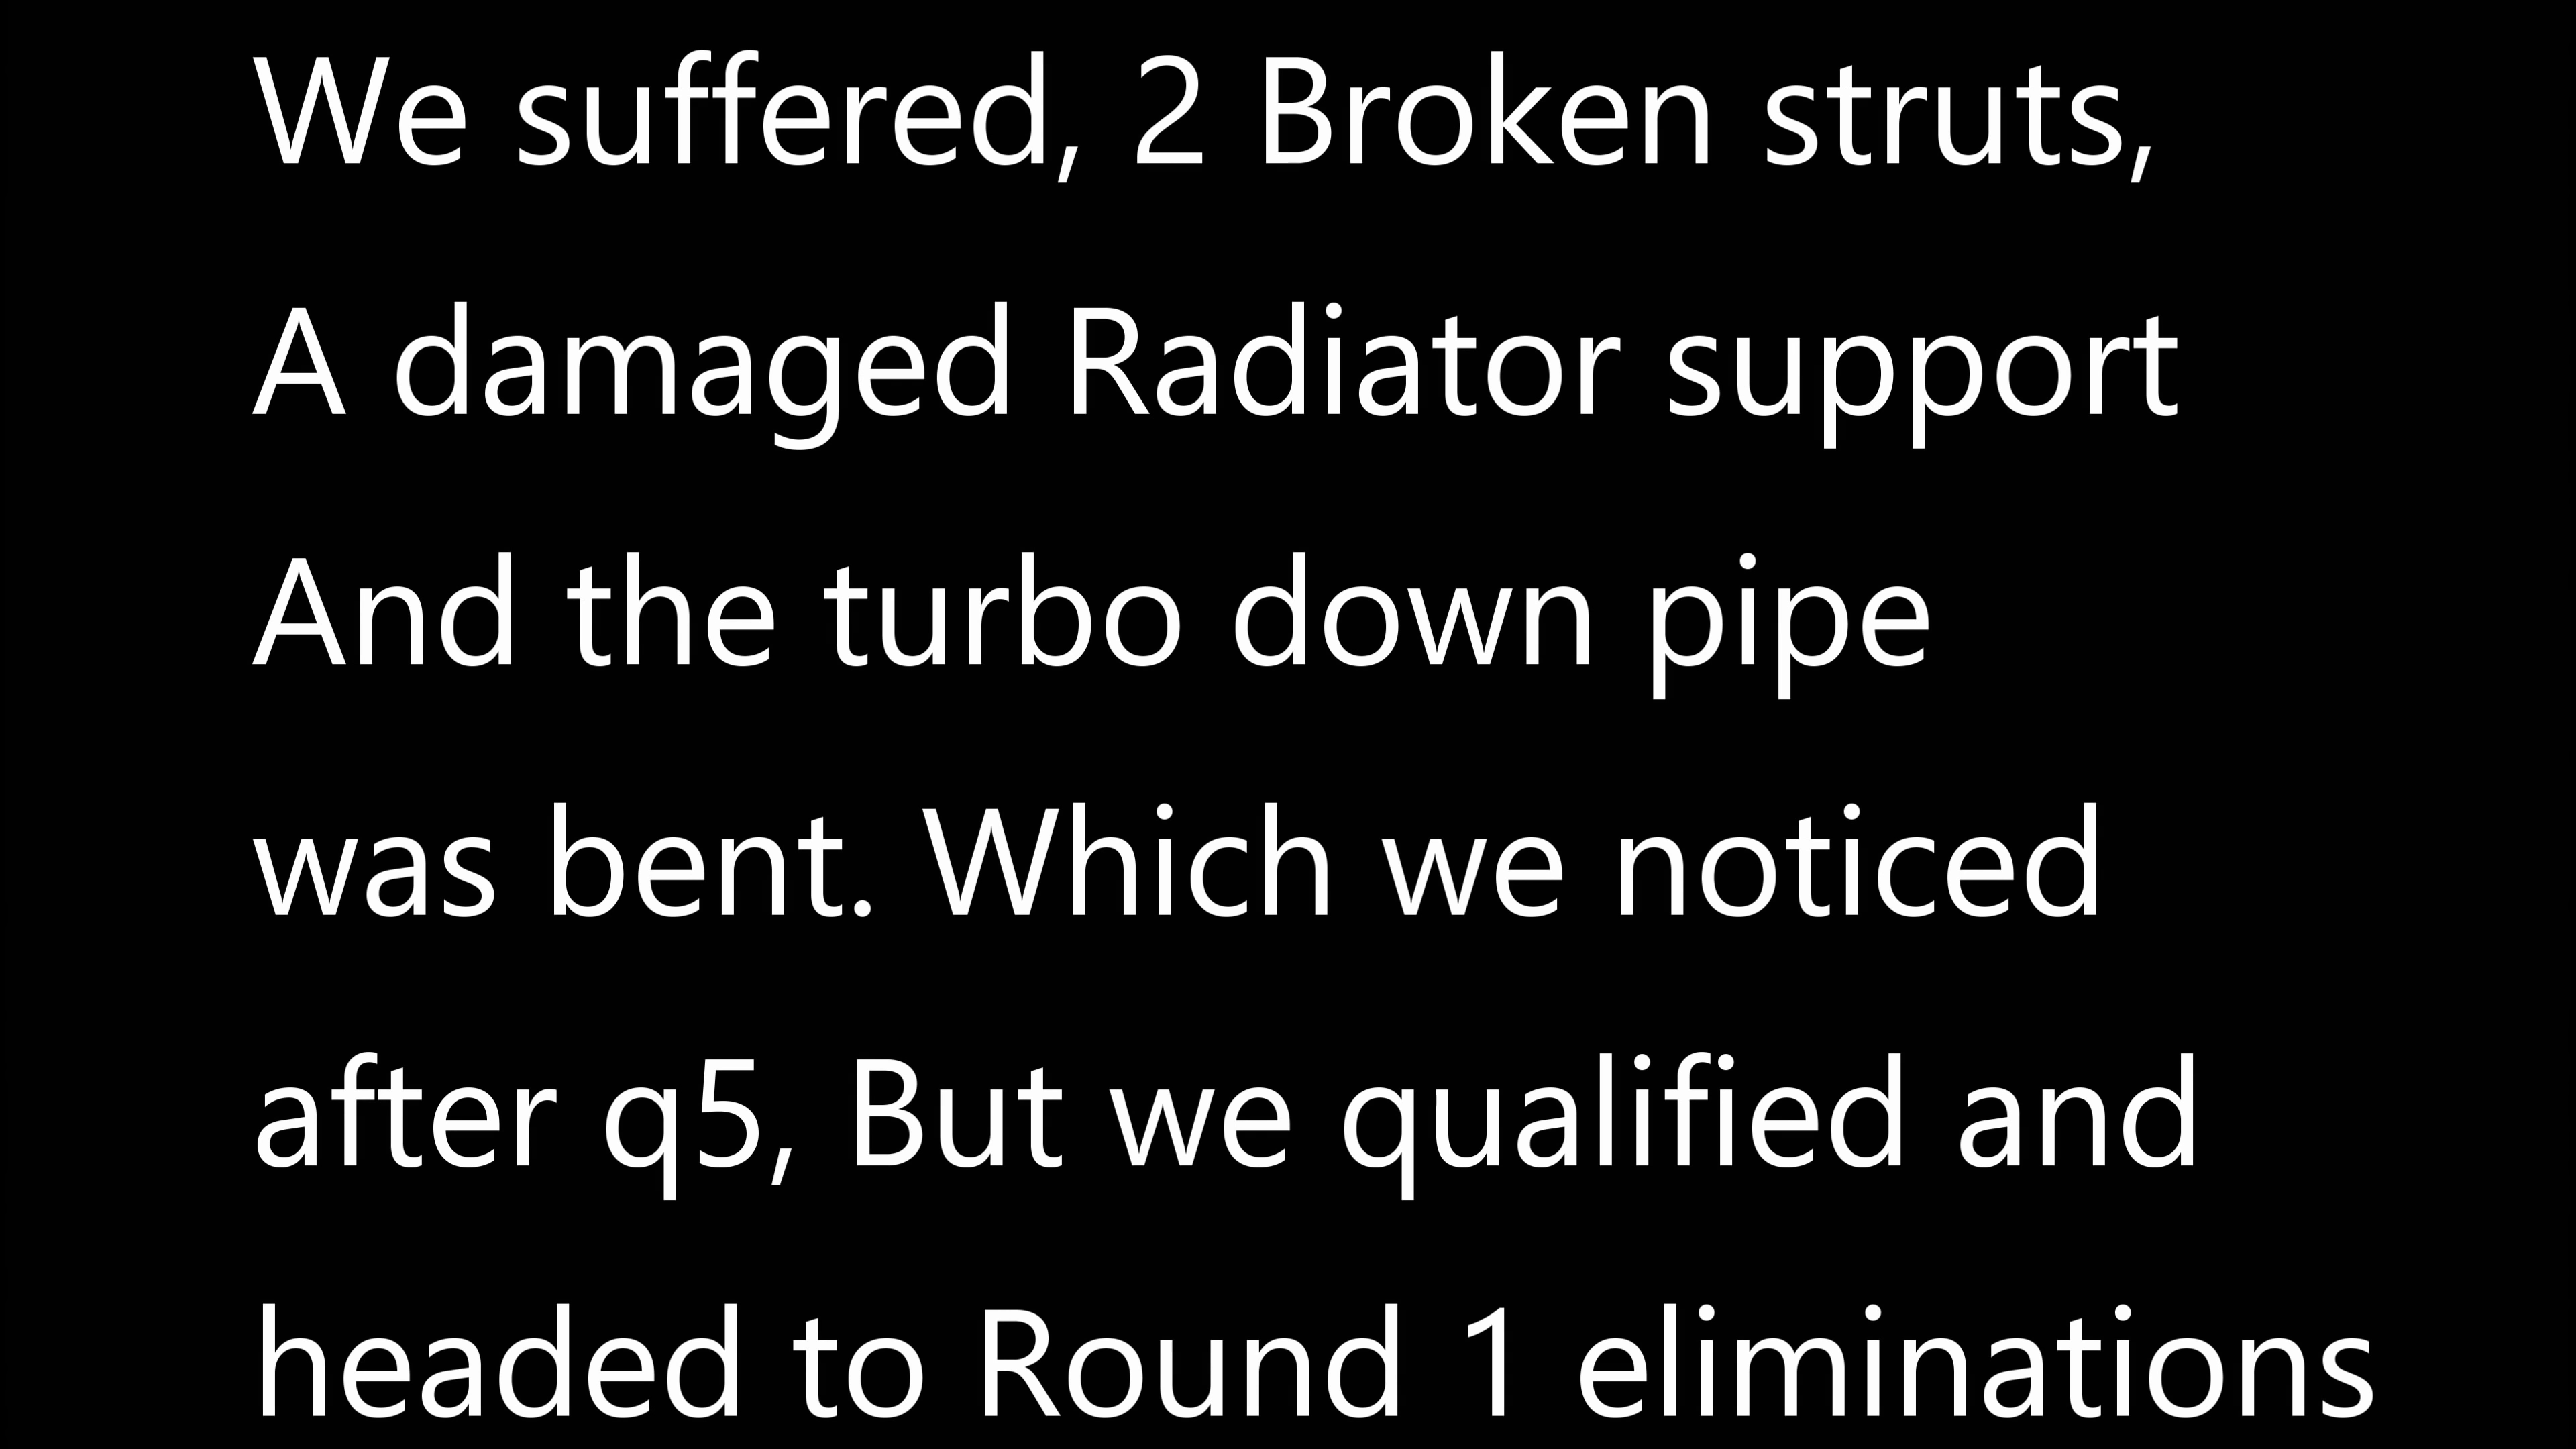 We suffered, 2 Broken struts,
A damaged Radiator support
And the turbo down pipe
was bent. Which we noticed
after q5, But we qualified and
headed to Round 1 eliminations